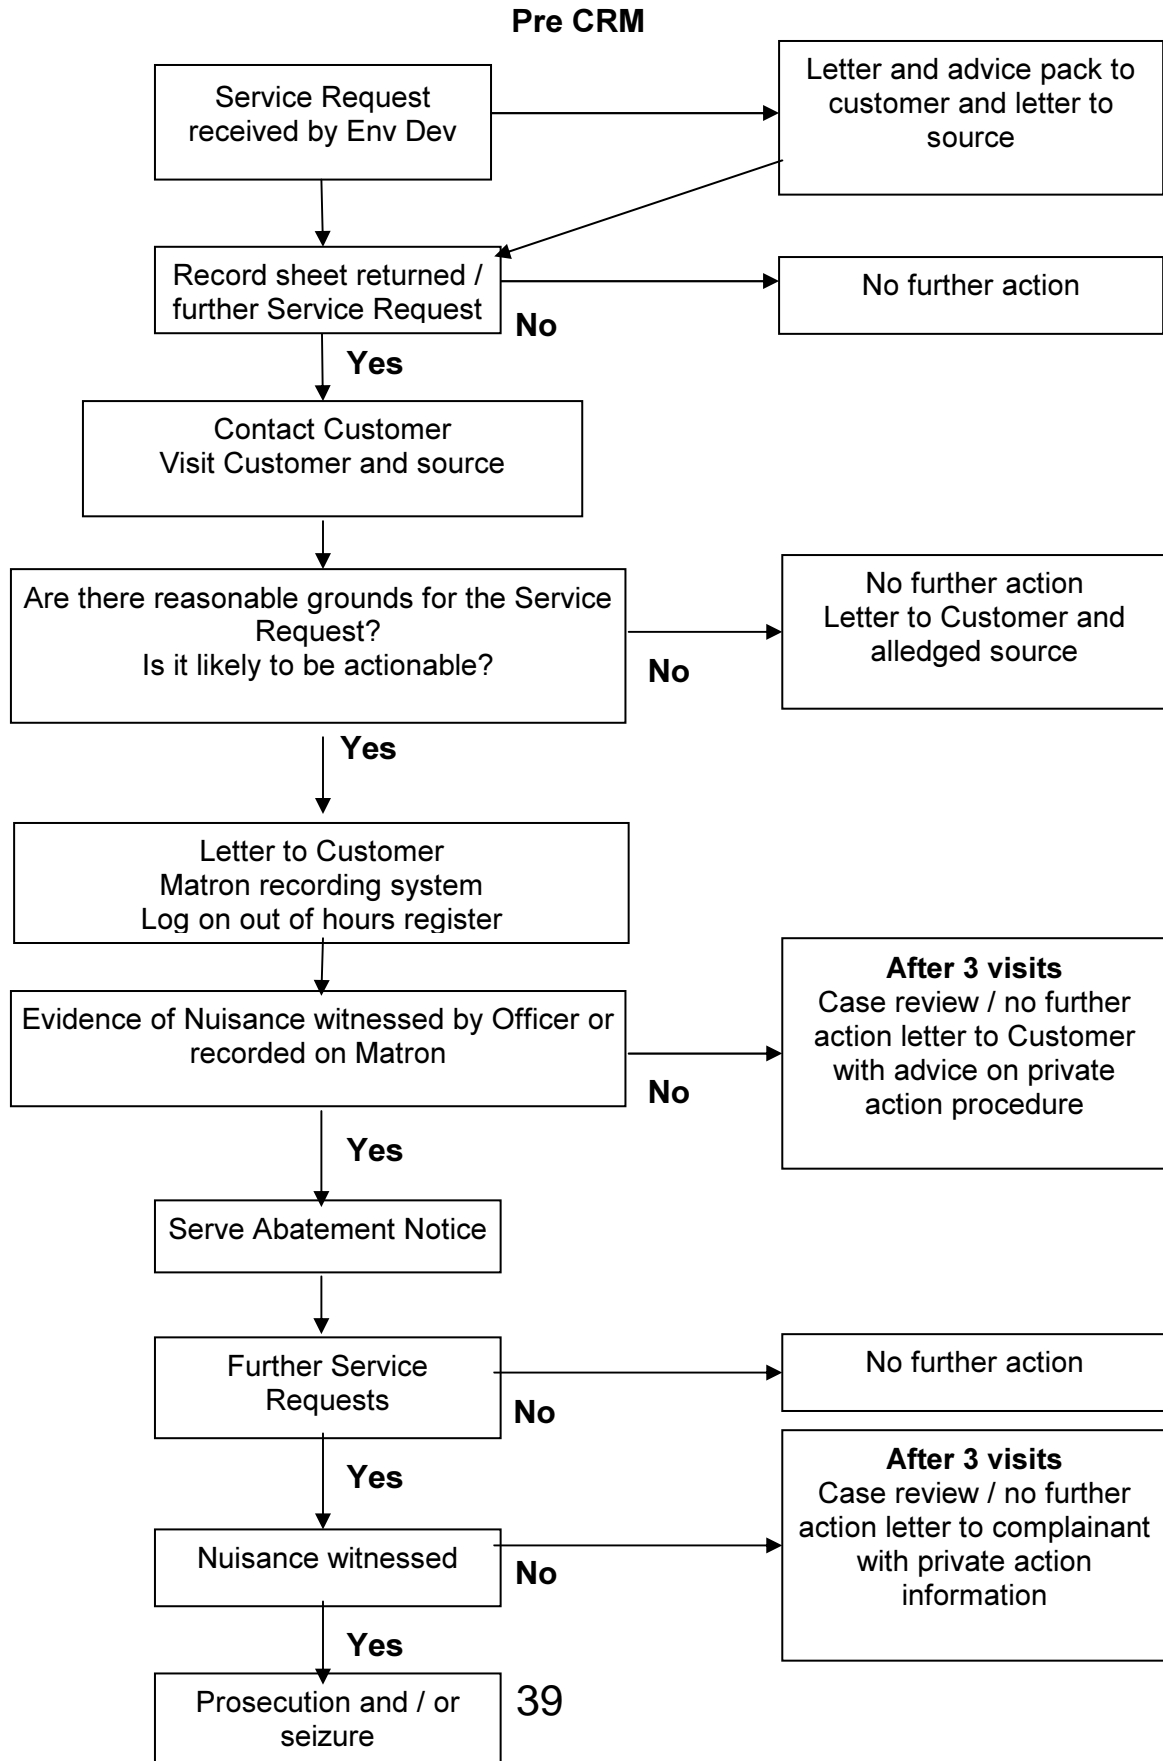 Pre CRM
Service Request
received by Env Dev
Letter and advice pack to
customer and letter to
source
Record sheet returned /
further Service Request
No
No further action
Yes
Contact Customer
Visit Customer and source
Are there reasonable grounds for the Service
Request?
Is it likely to be actionable?
No
No further action
Letter to Customer and
alledged source
Yes
Letter to Customer
Matron recording system
Log on out of hours register
Evidence of Nuisance witnessed by Officer or
recorded on Matron
No
After 3 visits
Case review / no further
action letter to Customer
with advice on private
action procedure
Yes
Serve Abatement Notice
Further Service
Requests
No
No further action
Yes
Nuisance witnessed
No
After 3 visits
Case review / no further
action letter to complainant
with private action
information
Yes
Prosecution and / or
seizure
39